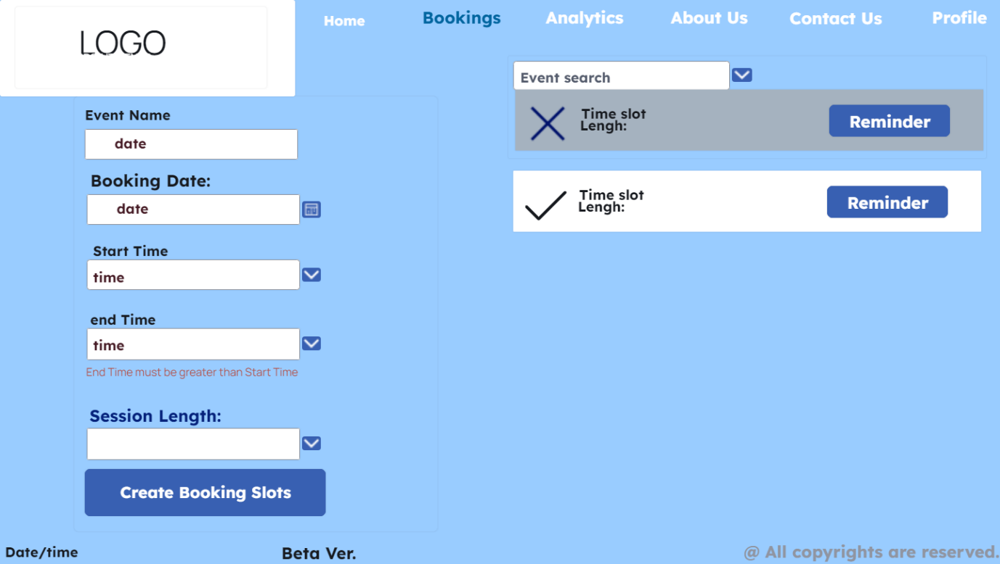 LOGO
Home
Bookings
Analytics
About Us
Contact Us
Profile
Event Name
date
Booking Date:
date
Start Time
time
end Time
time
End Time must be greater than Start Time
Session Length:
Create Booking Slots
Event search
Time slot
Lengh:
Reminder
Time slot
Lengh:
Reminder
Date/time
Beta Ver.
@ All copyrights are reserved.